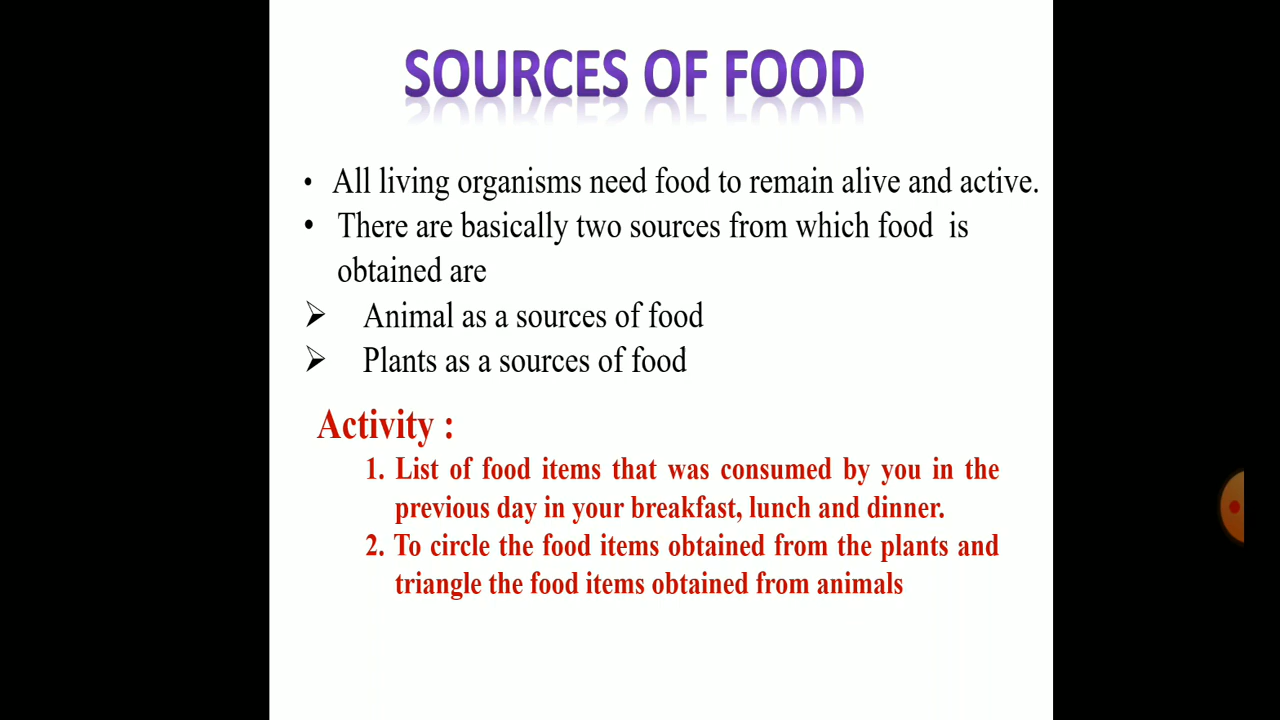 SOURCES OF FOOD
• All living organisms need food to remain alive and active.
• There are basically two sources from which food is
obtained are
➢ Animal as a sources of food
➢ Plants as a sources of food
Activity :
1. List of food items that was consumed by you in the
previous day in your breakfast, lunch and dinner.
2. To circle the food items obtained from the plants and
triangle the food items obtained from animals